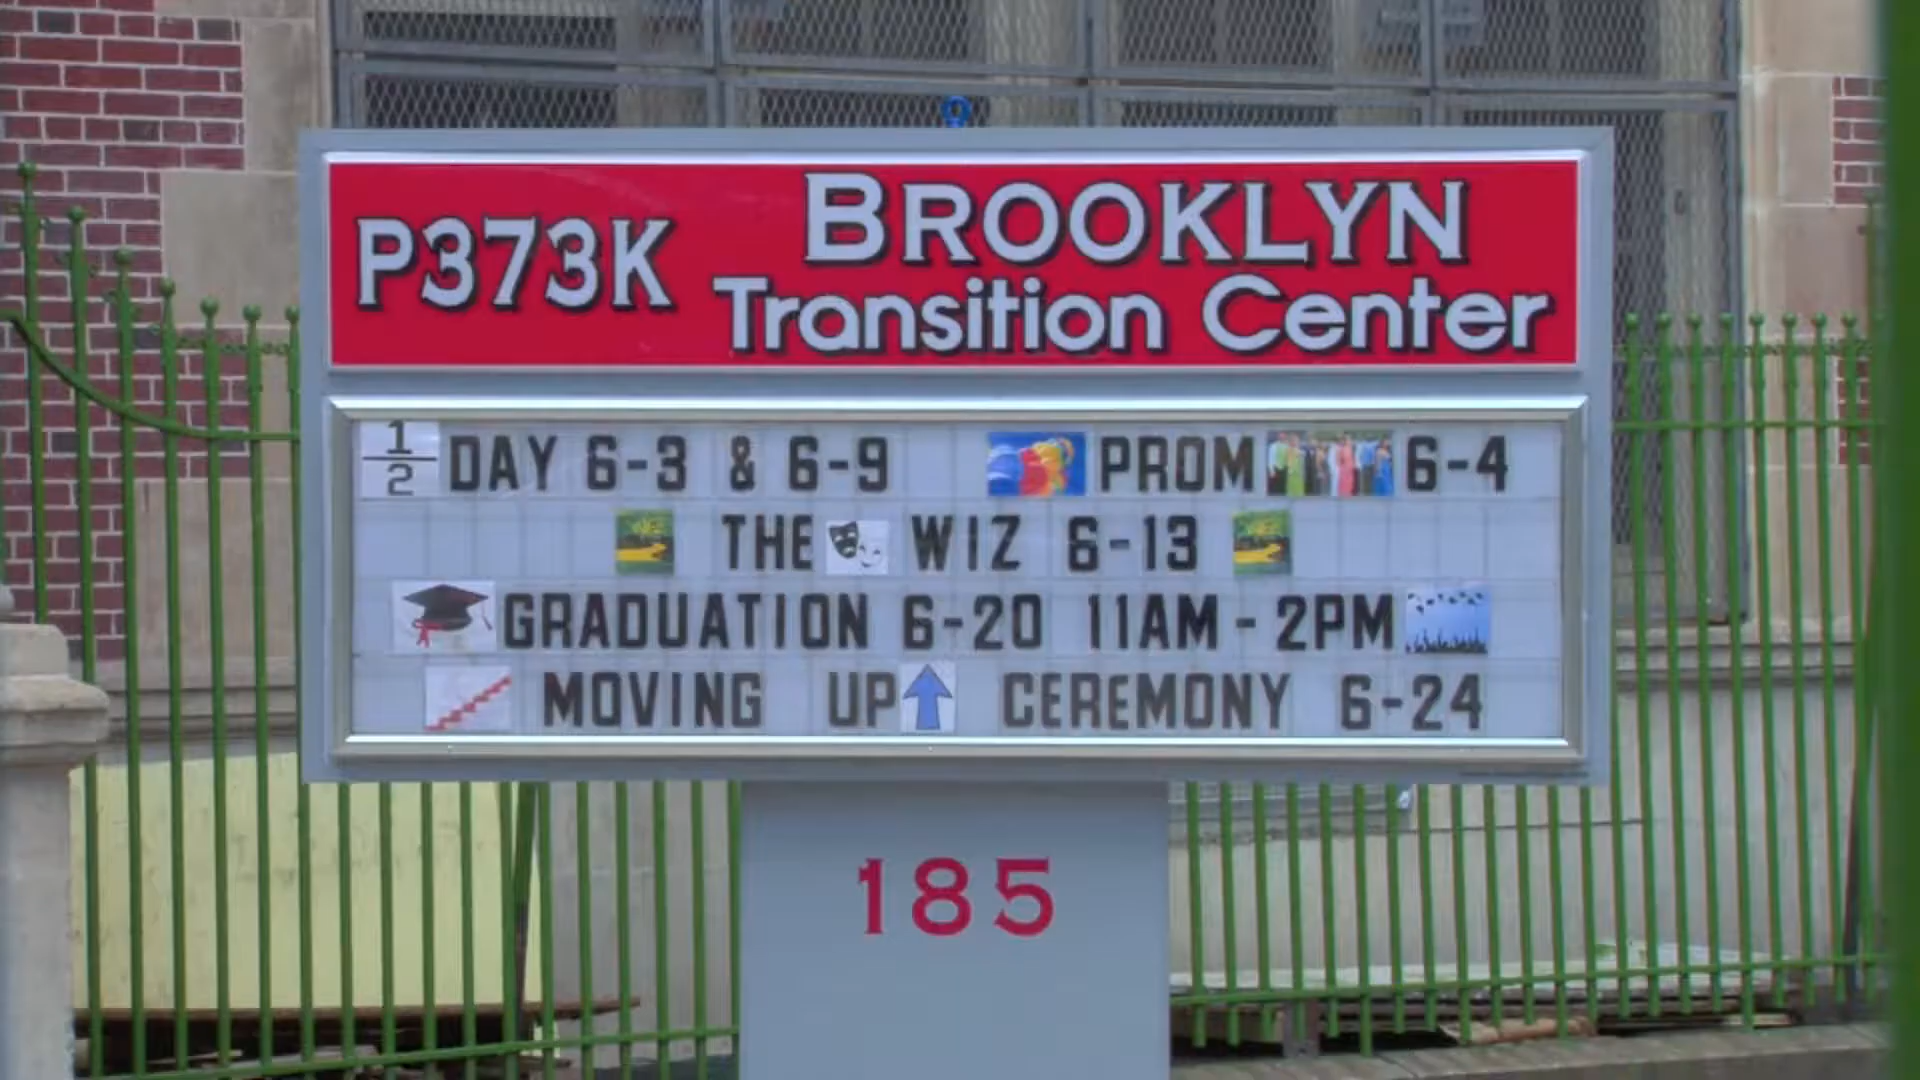 P373K BROOKLYN
Transition Center
1/2 DAY 6-3 & 6-9 PROM 6-4
THE WIZ 6-13
GRADUATION 6-20 11AM-2PM
MOVING UP CEREMONY 6-24
185